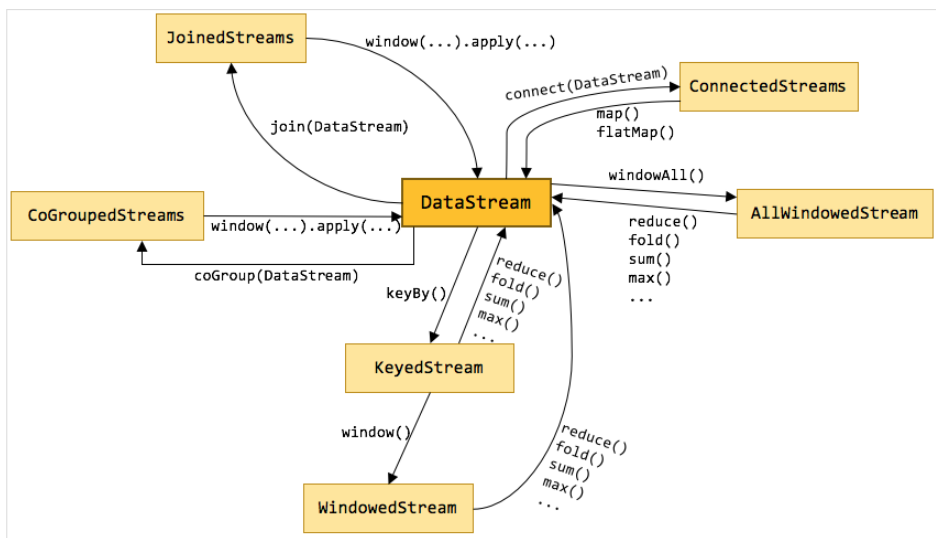 JoinedStreams
window(...).apply(...)
connect(DataStream)
ConnectedStreams
map()
flatMap()
join(DataStream)
windowAll()
DataStream
AllWindowedStream
CoGroupedStreams
window(...).apply(...)
reduce()
fold()
sum()
max()
...
coGroup(DataStream)
keyBy()
reduce()
fold()
sum()
max()
...
KeyedStream
window()
reduce()
fold()
sum()
max()
...
WindowedStream